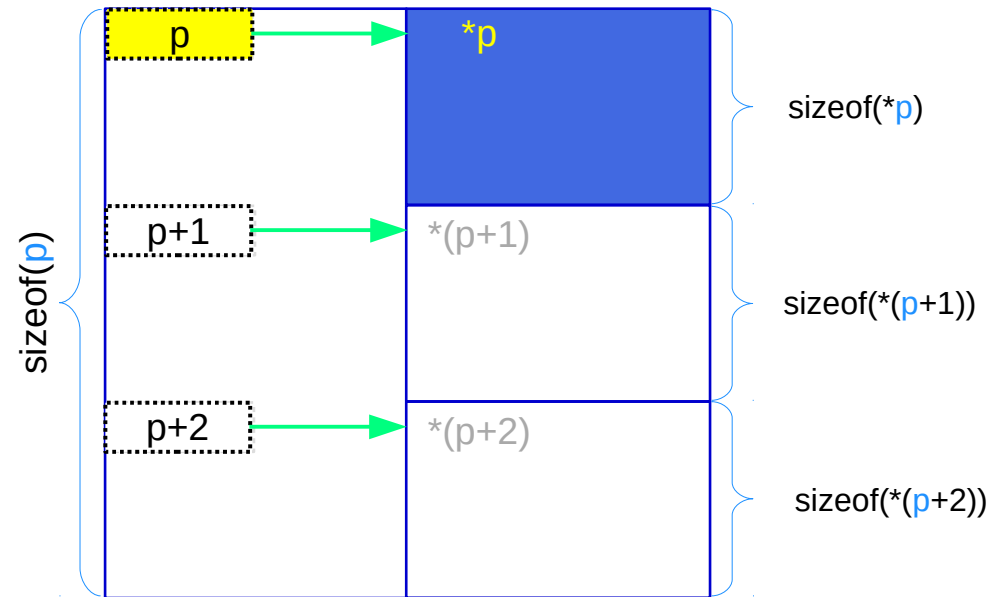 p
*p
sizeof(*p)
p+1
*(p+1)
sizeof(p)
sizeof(*(p+1))
p+2
*(p+2)
sizeof(*(p+2))